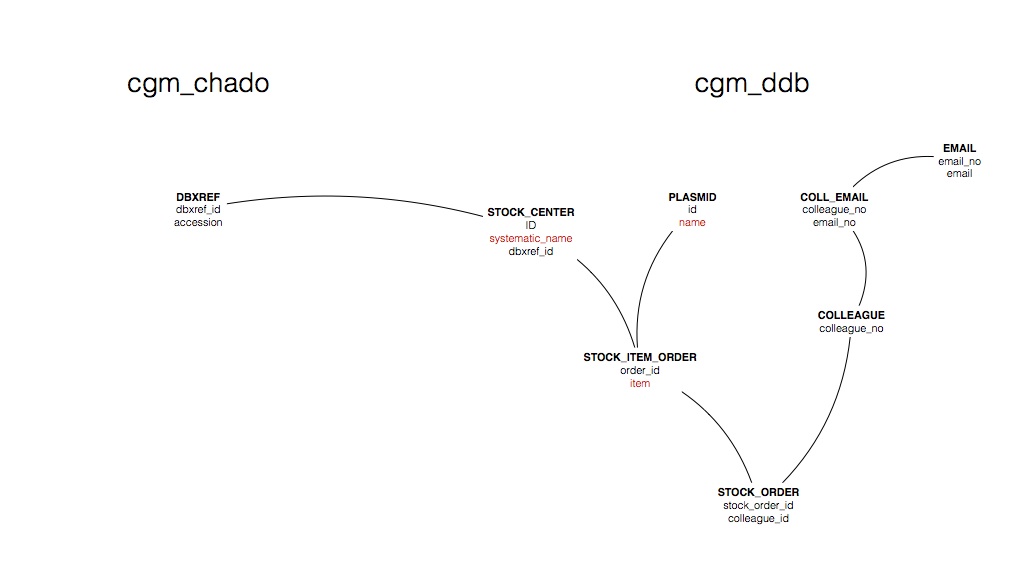 cgm_chado
cgm_ddb
EMAIL
email_no
email
DBXREF
dbxref_id
accession
STOCK_CENTER
ID
systematic_name
dbxref_id
PLASMID
id
name
COLL_EMAIL
colleague_no
email_no
COLLEAGUE
colleague_no
STOCK_ITEM_ORDER
order_id
item
STOCK_ORDER
stock_order_id
colleague_id